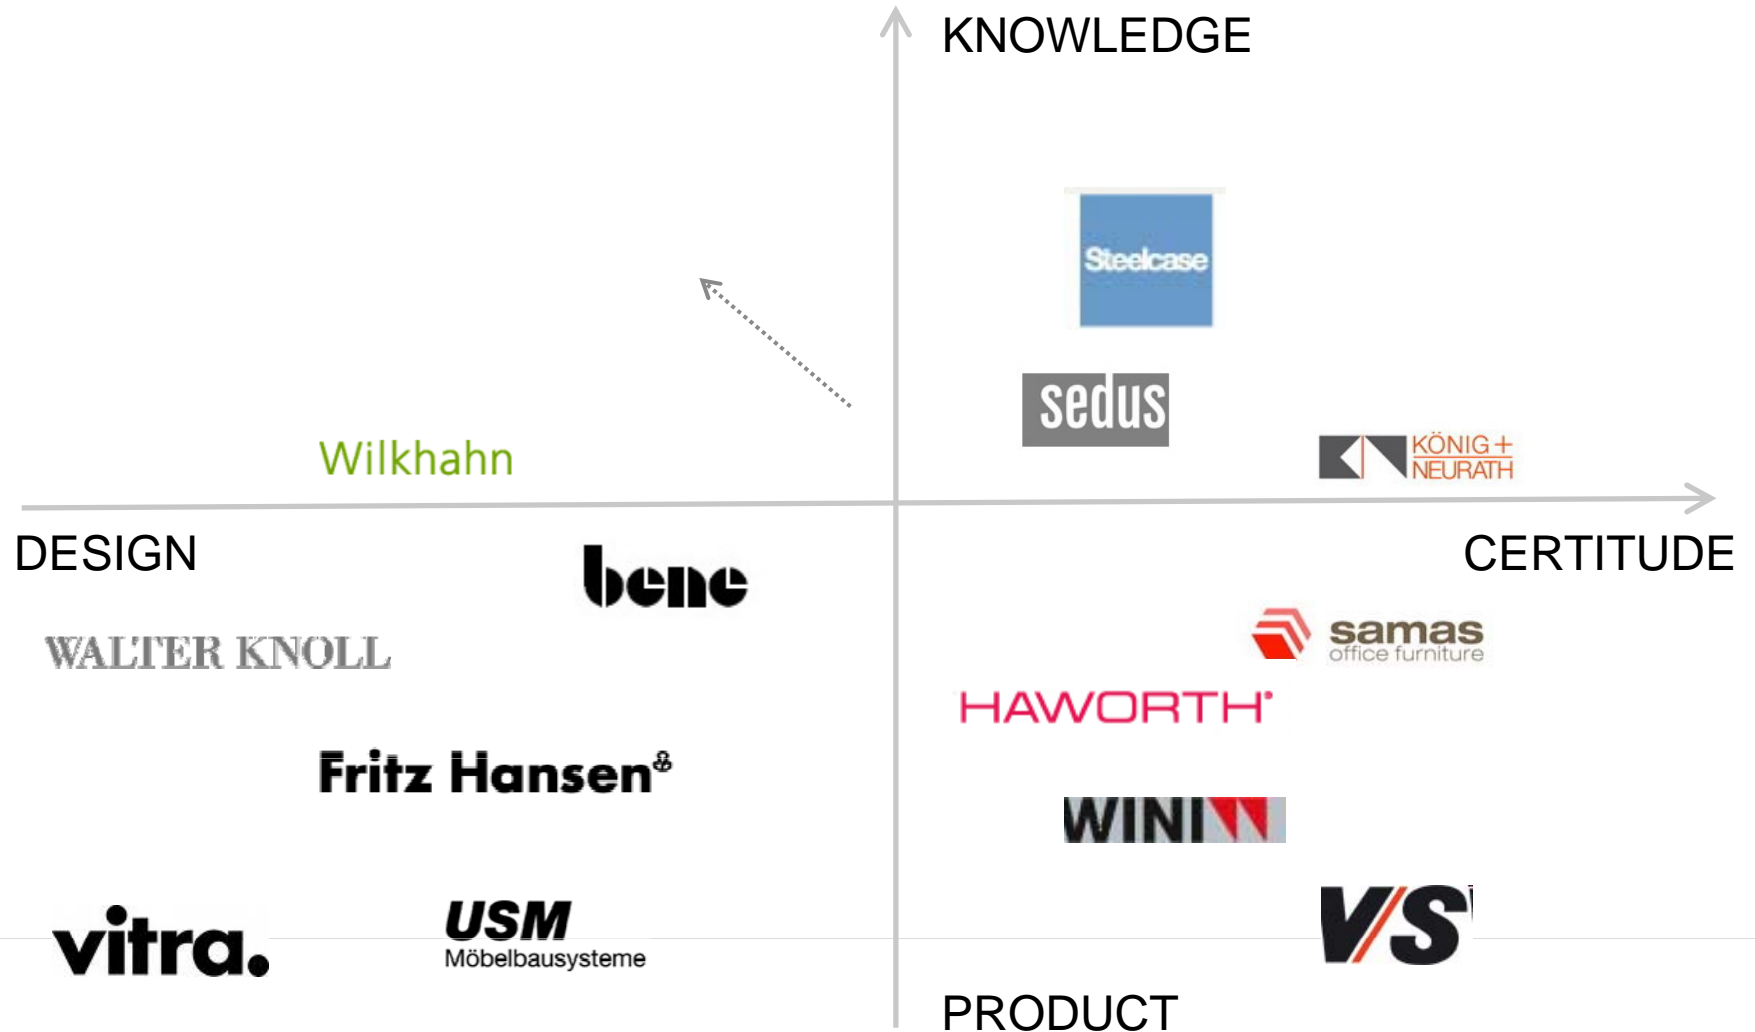 KNOWLEDGE
Steelcase
sedus
KÖNIG +
NEURATH
Wilkhahn
DESIGN
CERTITUDE
bene
WALTER KNOLL
samas
office furniture
HAWORTH®
Fritz Hansen
WINI
V/S
vitra.
USM
Möbelbausysteme
PRODUCT